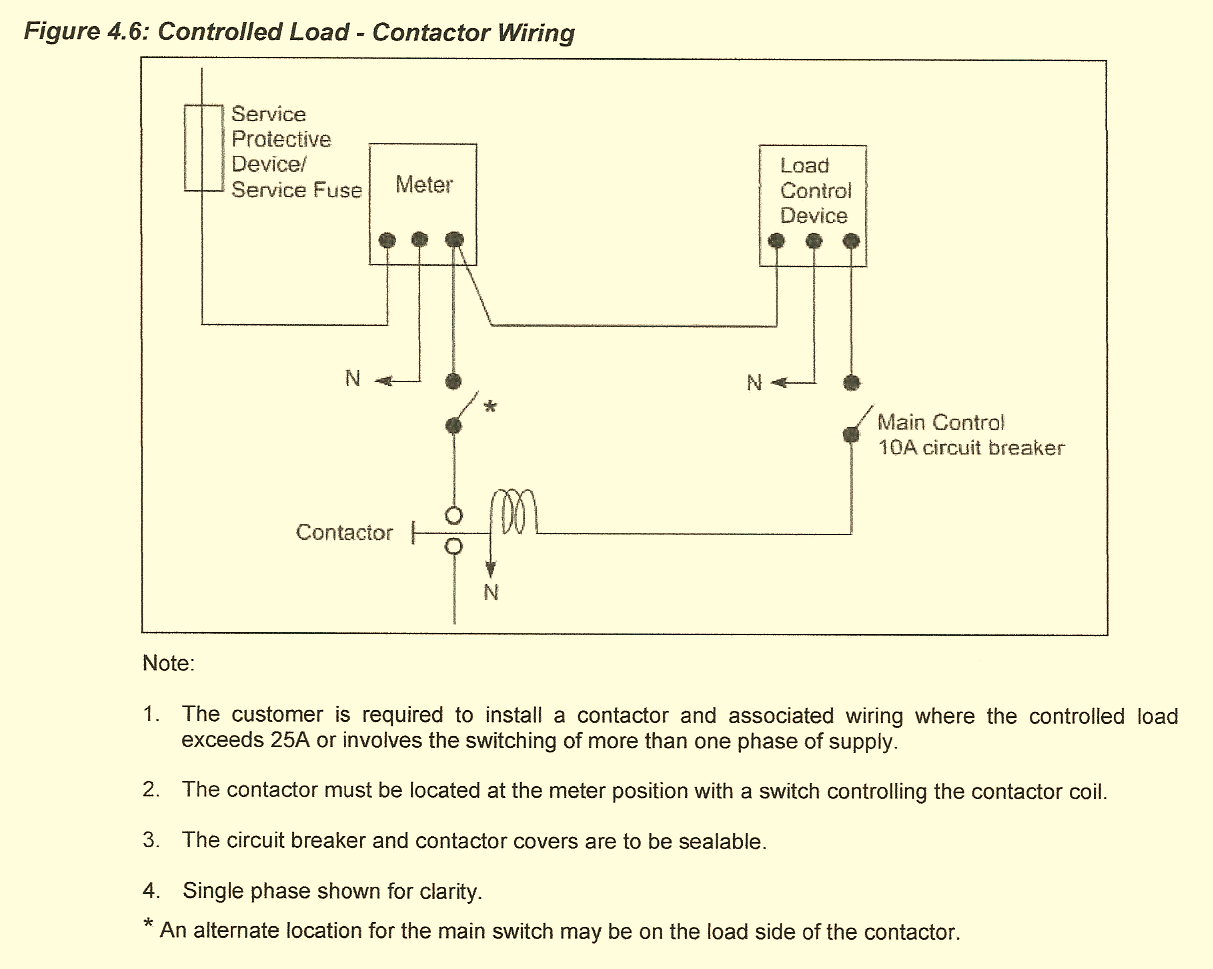 Figure 4.6: Controlled Load - Contactor Wiring
Service
Protective
Device/
Service Fuse
Meter
Load
Control
Device
N
N
*
Main Control
10A circuit breaker
Contactor
N
Note:
1. The customer is required to install a contactor and associated wiring where the controlled load
exceeds 25A or involves the switching of more than one phase of supply.
2. The contactor must be located at the meter position with a switch controlling the contactor coil.
3. The circuit breaker and contactor covers are to be sealable.
4. Single phase shown for clarity.
* An alternate location for the main switch may be on the load side of the contactor.